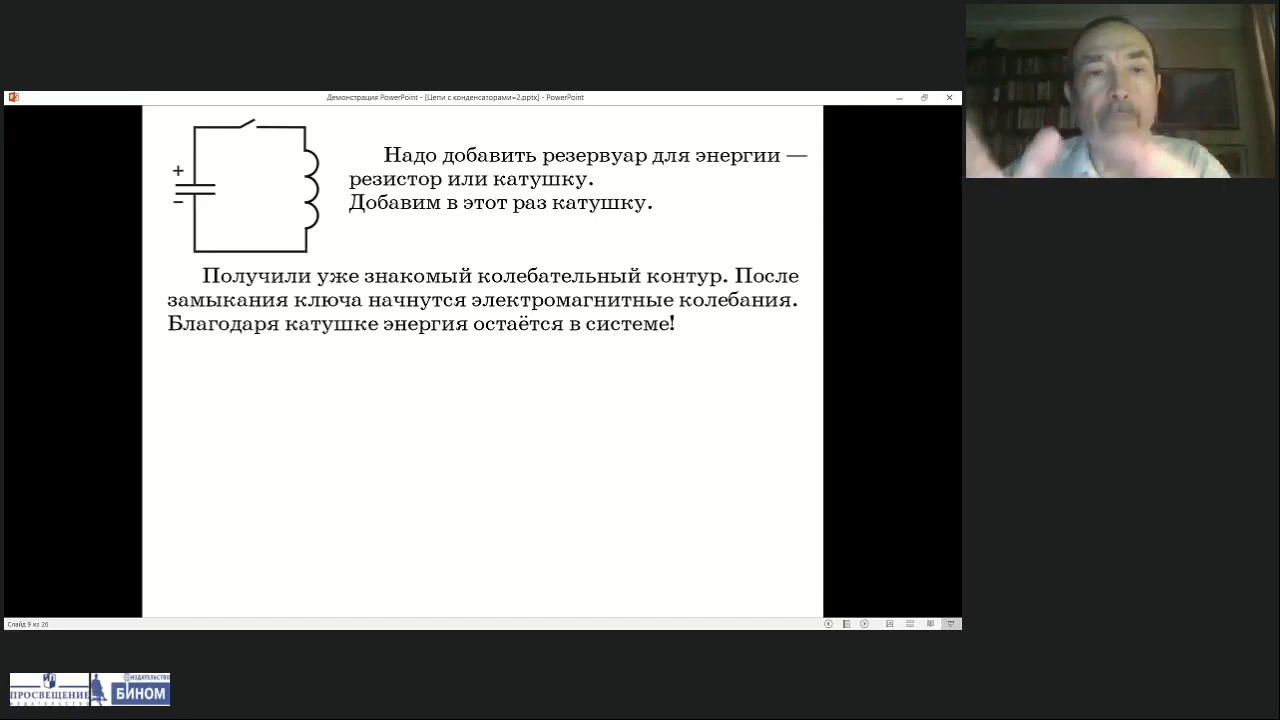 Демонстрация PowerPoint - [Цепи с конденсаторами=2.pptx] - PowerPoint
+
−
Надо добавить резервуар для энергии —
резистор или катушку.
Добавим в этот раз катушку.
Получили уже знакомый колебательный контур. После
замыкания ключа начнутся электромагнитные колебания.
Благодаря катушке энергия остаётся в системе!
Слайд 9 из 26
ПРОСВЕЩЕНИЕ
ИЗДАТЕЛЬСТВО
ИЗДАТЕЛЬСТВО
БИНОМ